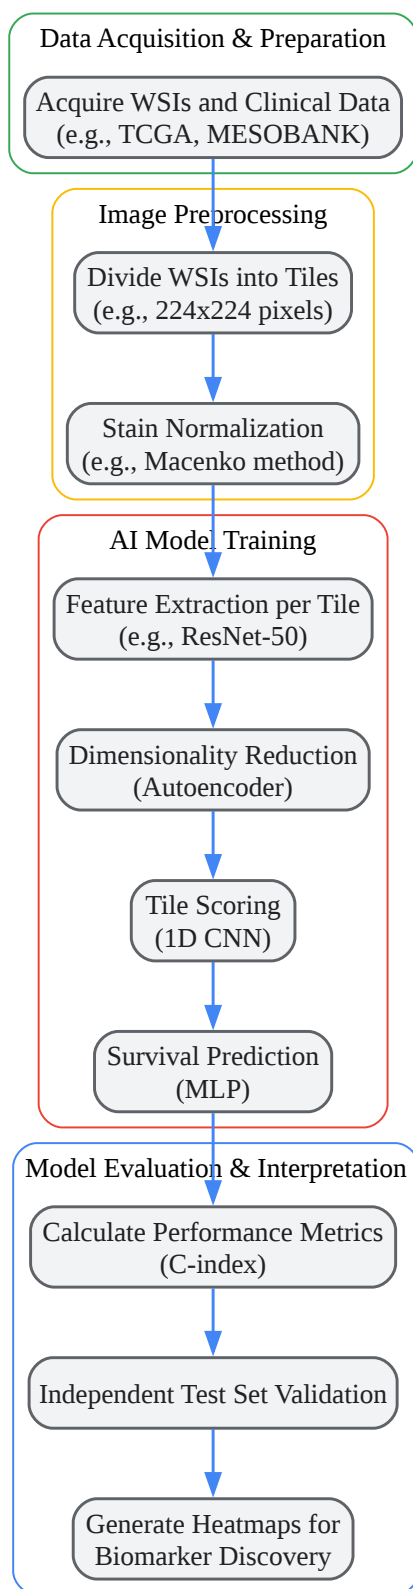 Data Acquisition & Preparation
Acquire WSIs and Clinical Data
(e.g., TCGA, MESOBANK)
Image Preprocessing
Divide WSIs into Tiles
(e.g., 224x224 pixels)
Stain Normalization
(e.g., Macenko method)
AI Model Training
Feature Extraction per Tile
(e.g., ResNet-50)
Dimensionality Reduction
(Autoencoder)
Tile Scoring
(1D CNN)
Survival Prediction
(MLP)
Model Evaluation & Interpretation
Calculate Performance Metrics
(C-index)
Independent Test Set Validation
Generate Heatmaps for
Biomarker Discovery